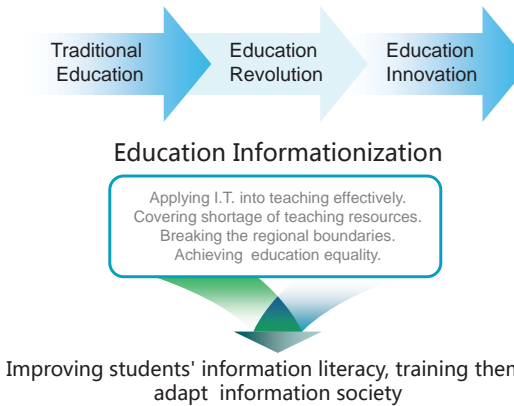 Traditional Education
Education Revolution
Education Innovation
Education Informationization
Applying I.T. into teaching effectively.
Covering shortage of teaching resources.
Breaking the regional boundaries.
Achieving education equality.
Improving students' information literacy, training them
adapt information society